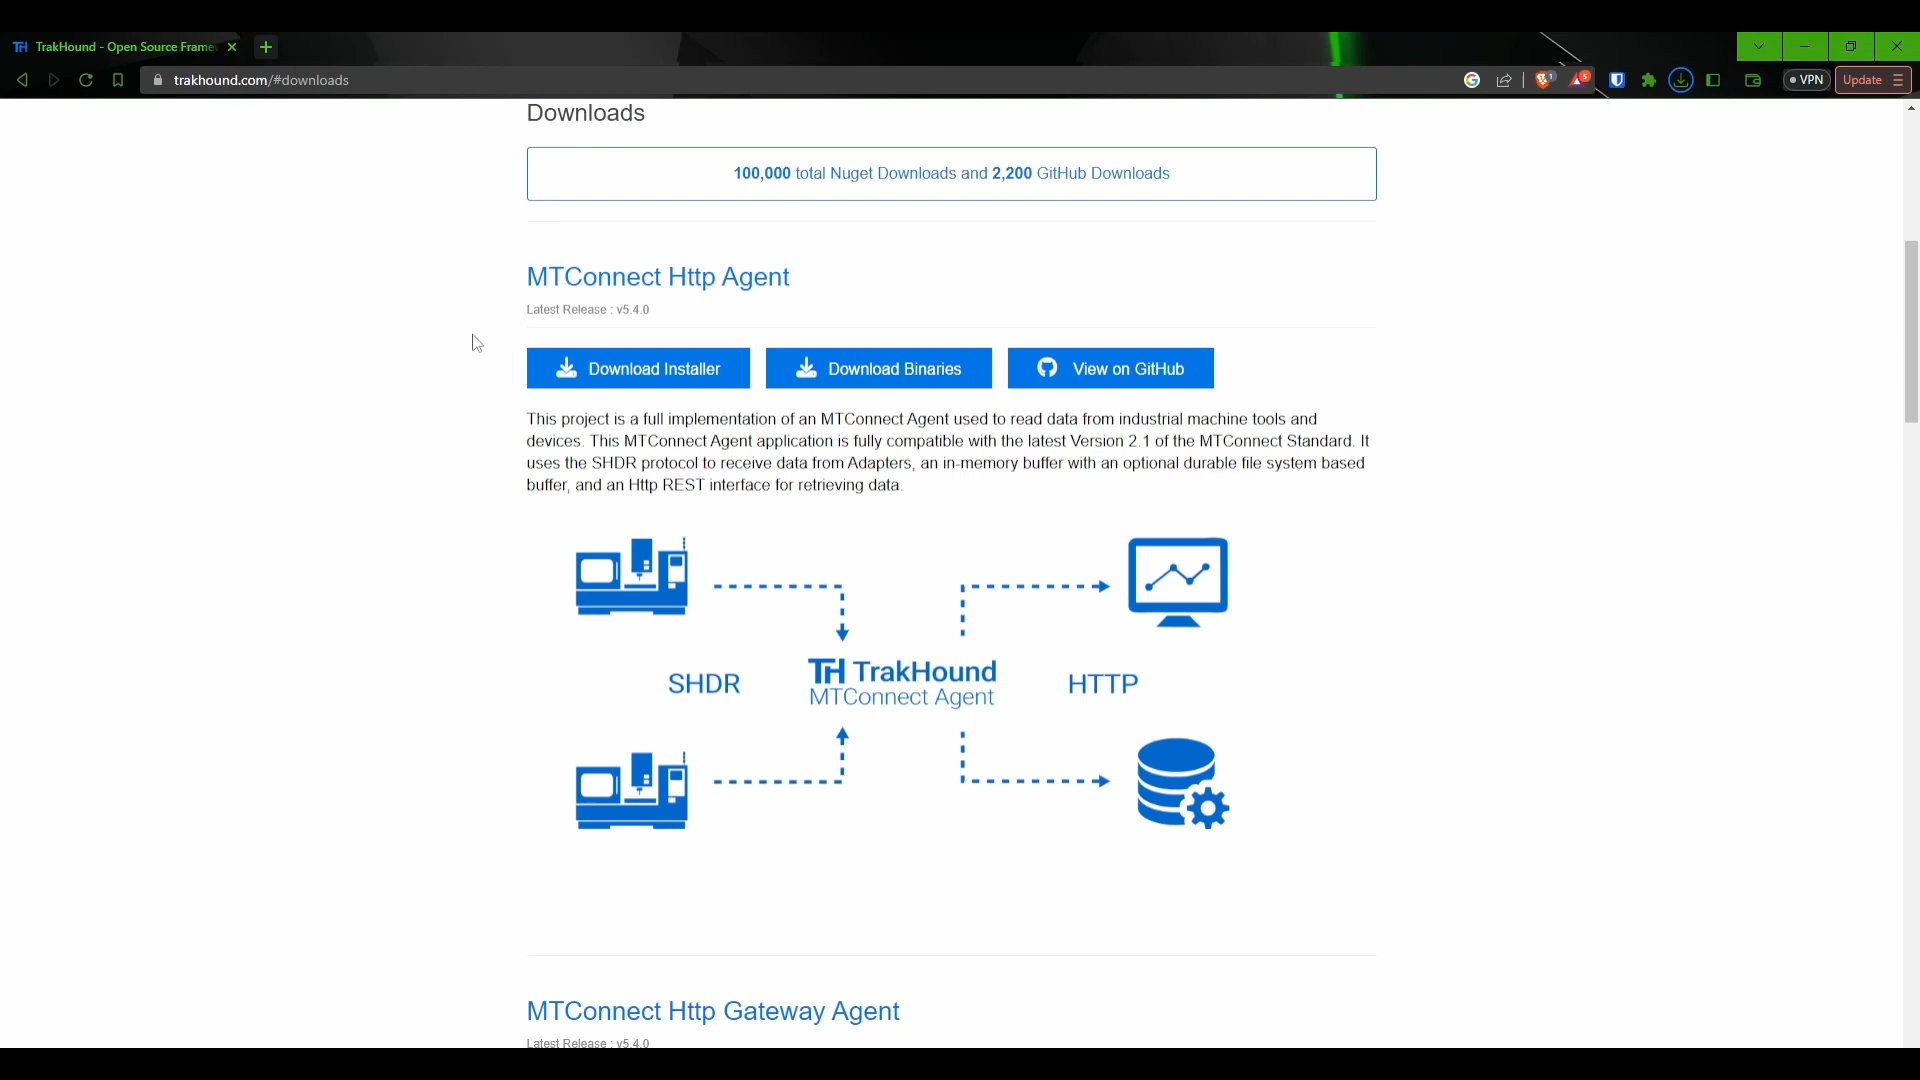 TH TrakHound - Open Source Frame
trakhound.com/#downloads
1
5
VPN
Update
Downloads
100,000 total Nuget Downloads and 2,200 GitHub Downloads
MTConnect Http Agent
Latest Release : v5.4.0
Download Installer
Download Binaries
View on GitHub
This project is a full implementation of an MTConnect Agent used to read data from industrial machine tools and
devices. This MTConnect Agent application is fully compatible with the latest Version 2.1 of the MTConnect Standard. It
uses the SHDR protocol to receive data from Adapters, an in-memory buffer with an optional durable file system based
buffer, and an Http REST interface for retrieving data.
SHDR
TH TrakHound
MTConnect Agent
HTTP
MTConnect Http Gateway Agent
Latest Release : v5.4.0